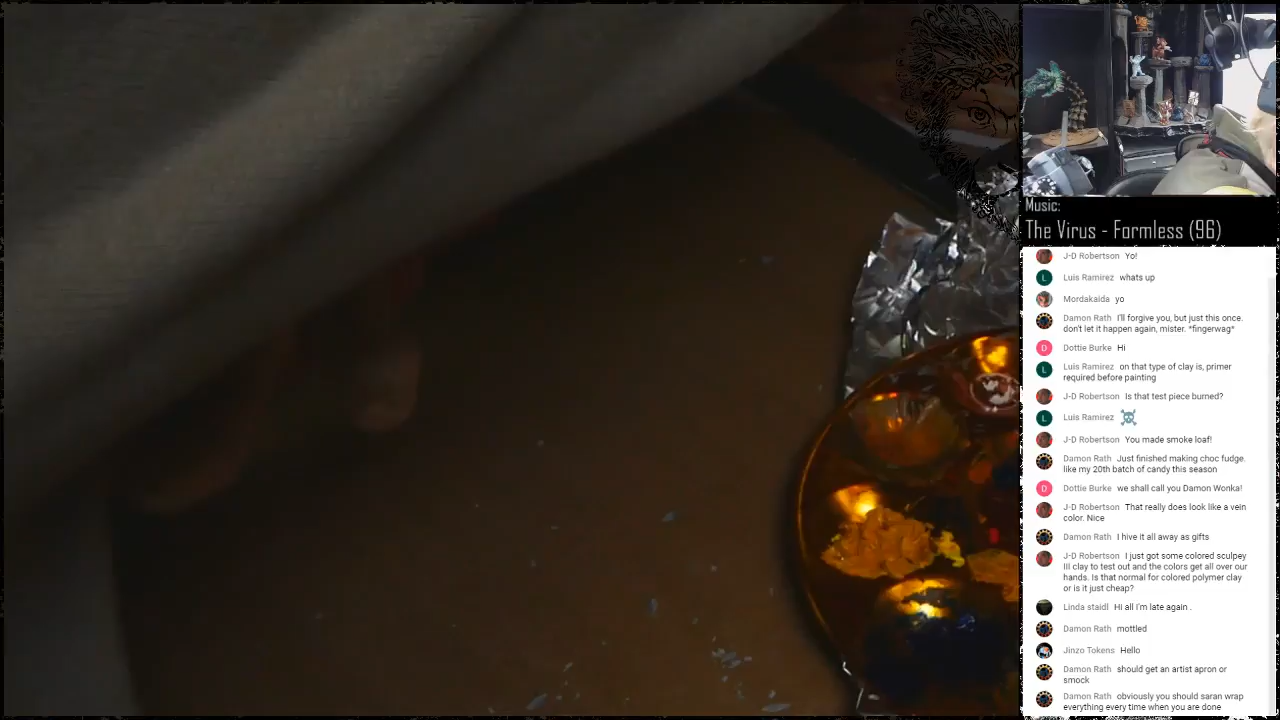 Music:
The Virus - Formless (96)
J-D Robertson Yo!
Luis Ramirez whats up
Mordakaida yo
Damon Rath I'll forgive you, but just this once.
don't let it happen again, mister. *fingerwag*
Dottie Burke Hi
Luis Ramirez on that type of clay is, primer
required before painting
J-D Robertson Is that test piece burned?
Luis Ramirez
J-D Robertson You made smoke loaf!
Damon Rath Just finished making choc fudge.
like my 20th batch of candy this season
Dottie Burke we shall call you Damon Wonka!
J-D Robertson That really does look like a vein
color. Nice
Damon Rath I hive it all away as gifts
J-D Robertson I just got some colored sculpey
III clay to test out and the colors get all over our
hands. Is that normal for colored polymer clay
or is it just cheap?
Linda staidl Hi all I'm late again .
Damon Rath mottled
Jinzo Tokens Hello
Damon Rath should get an artist apron or
smock
Damon Rath obviously you should saran wrap
everything every time when you are done